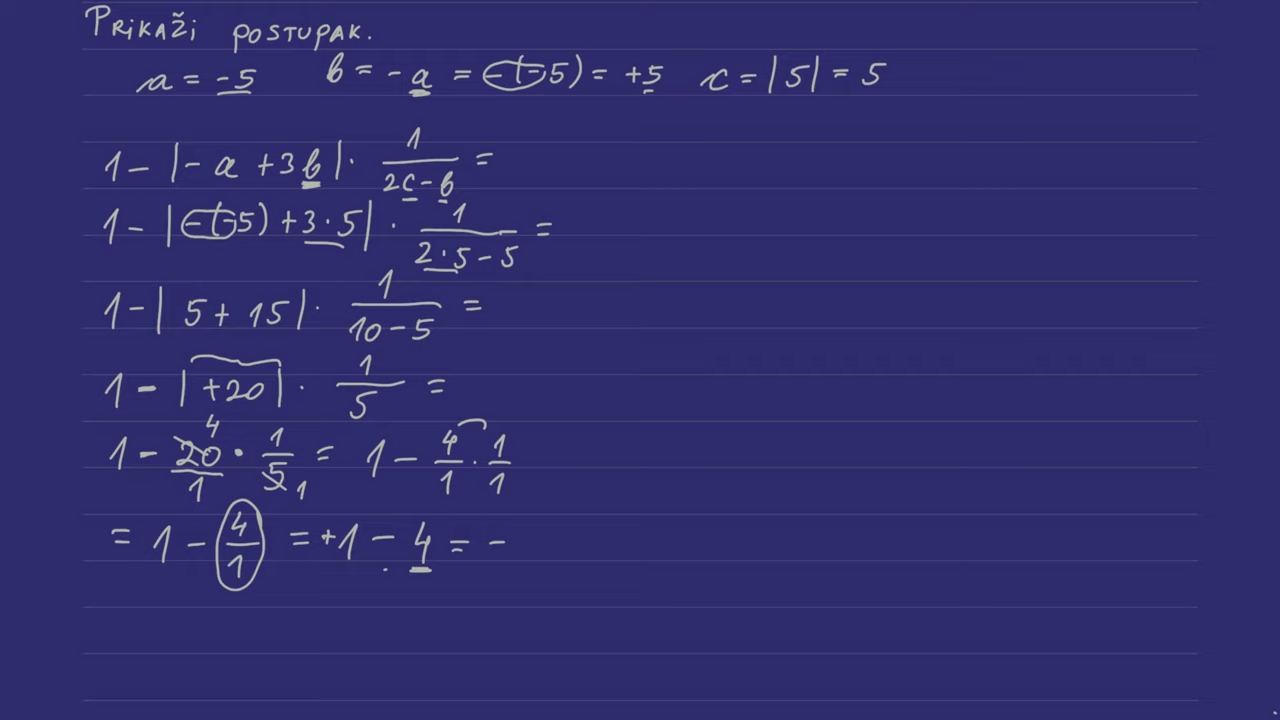 PRIKAŽI POSTUPAK.
a = -5 b = -a = -(-5) = +5 c = |5| = 5
1 - |-a + 3b| · 1/(2c - b) =
1 - |-(-5) + 3 · 5| · 1/(2 · 5 - 5) =
1 - | 5 + 15| · 1/(10 - 5) =
1 - |+20| · 1/5 =
1 - 20/1 4 · 1/5 1 = 1 - 4/1 · 1/1
= 1 - 4/1 = +1 - 4 = -